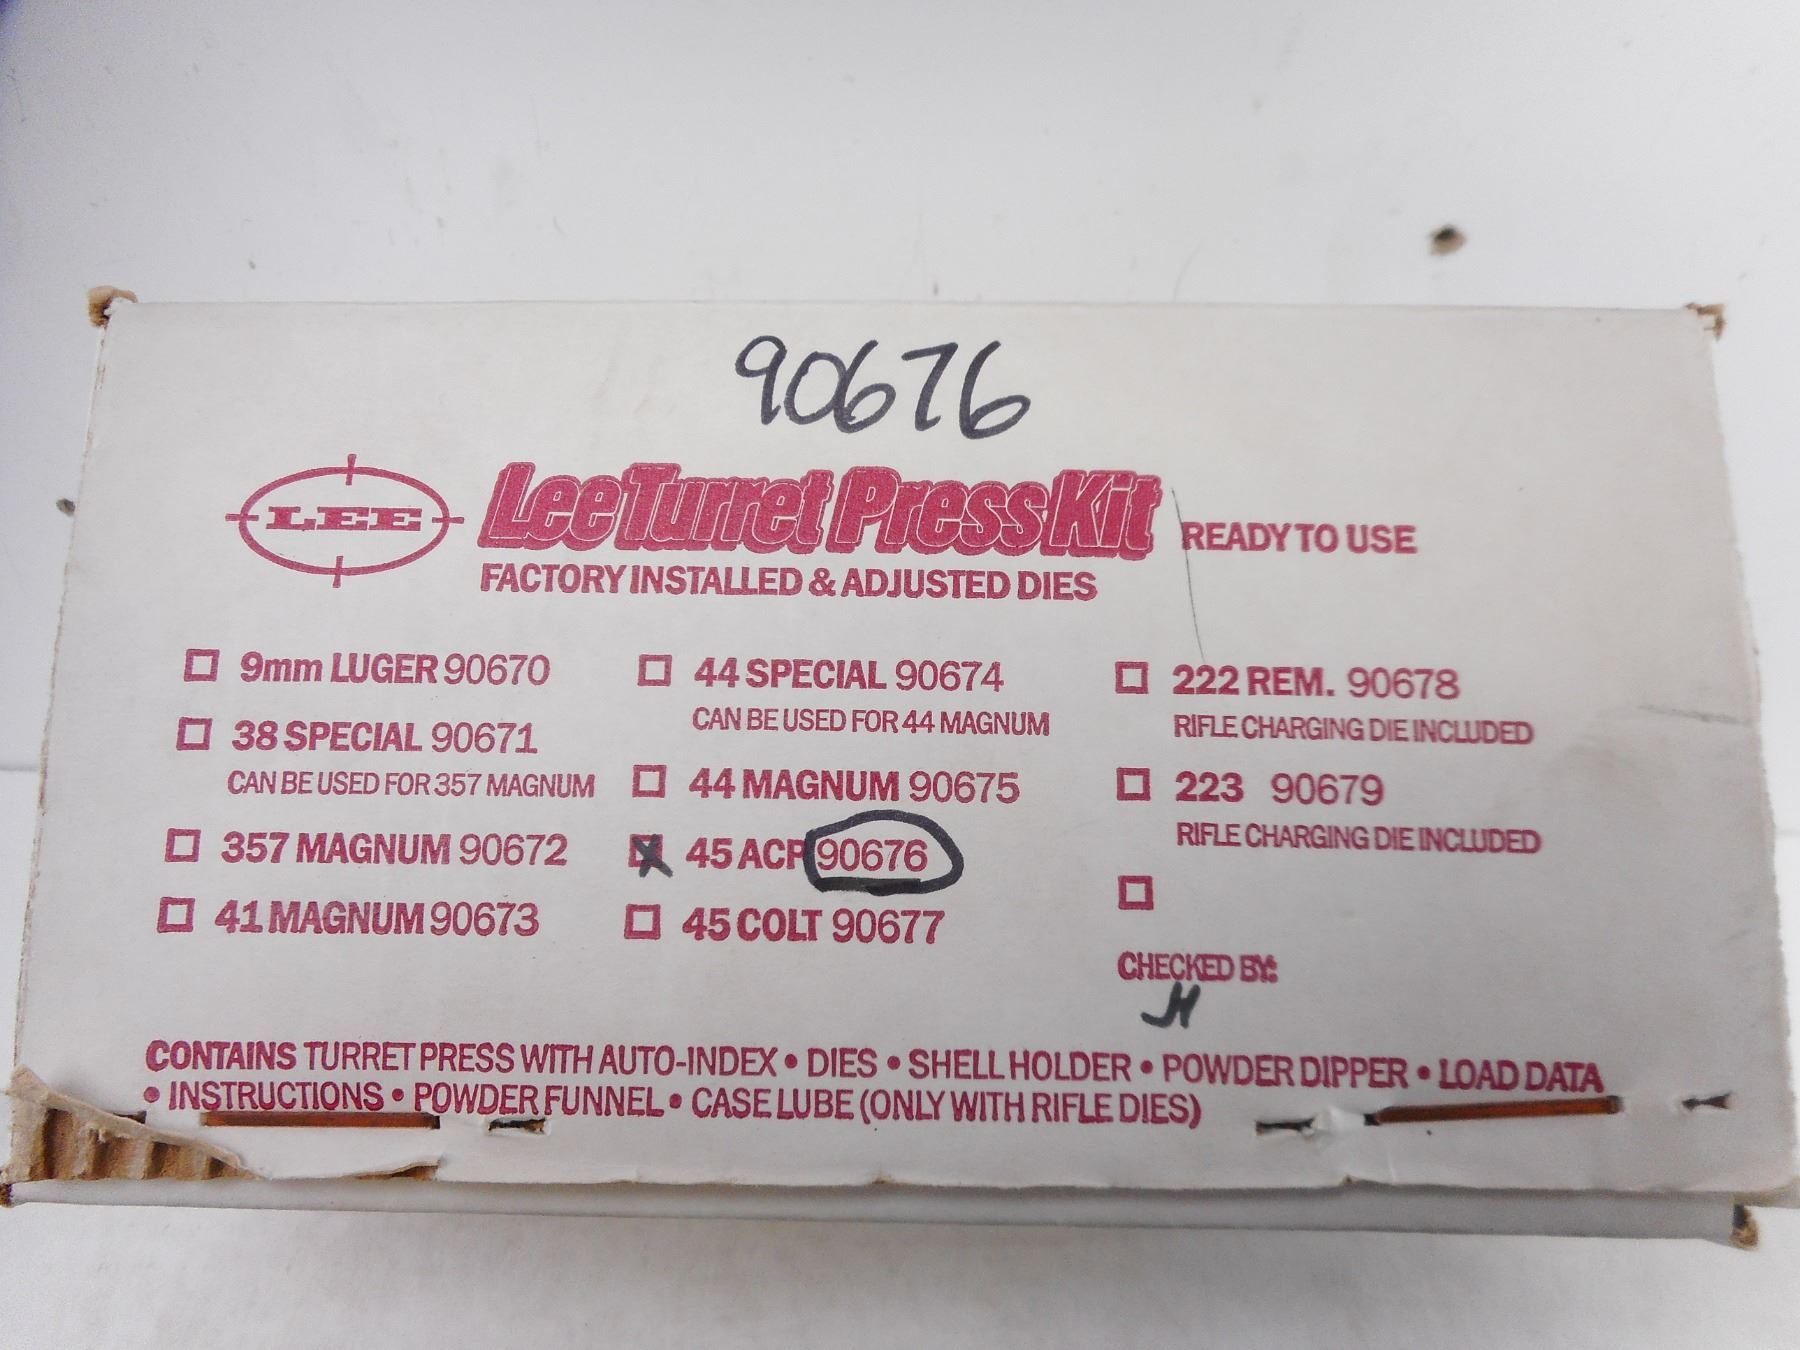 90676
LEE
Lee Turret Press Kit READY TO USE
FACTORY INSTALLED & ADJUSTED DIES
9mm LUGER 90670
38 SPECIAL 90671
CAN BE USED FOR 357 MAGNUM
357 MAGNUM 90672
41 MAGNUM 90673
44 SPECIAL 90674
CAN BE USED FOR 44 MAGNUM
44 MAGNUM 90675
X 45 ACP 90676
45 COLT 90677
222 REM. 90678
RIFLE CHARGING DIE INCLUDED
223 90679
RIFLE CHARGING DIE INCLUDED
CHECKED BY:
CONTAINS TURRET PRESS WITH AUTO-INDEX • DIES • SHELL HOLDER • POWDER DIPPER • LOAD DATA
• INSTRUCTIONS • POWDER FUNNEL • CASE LUBE (ONLY WITH RIFLE DIES)